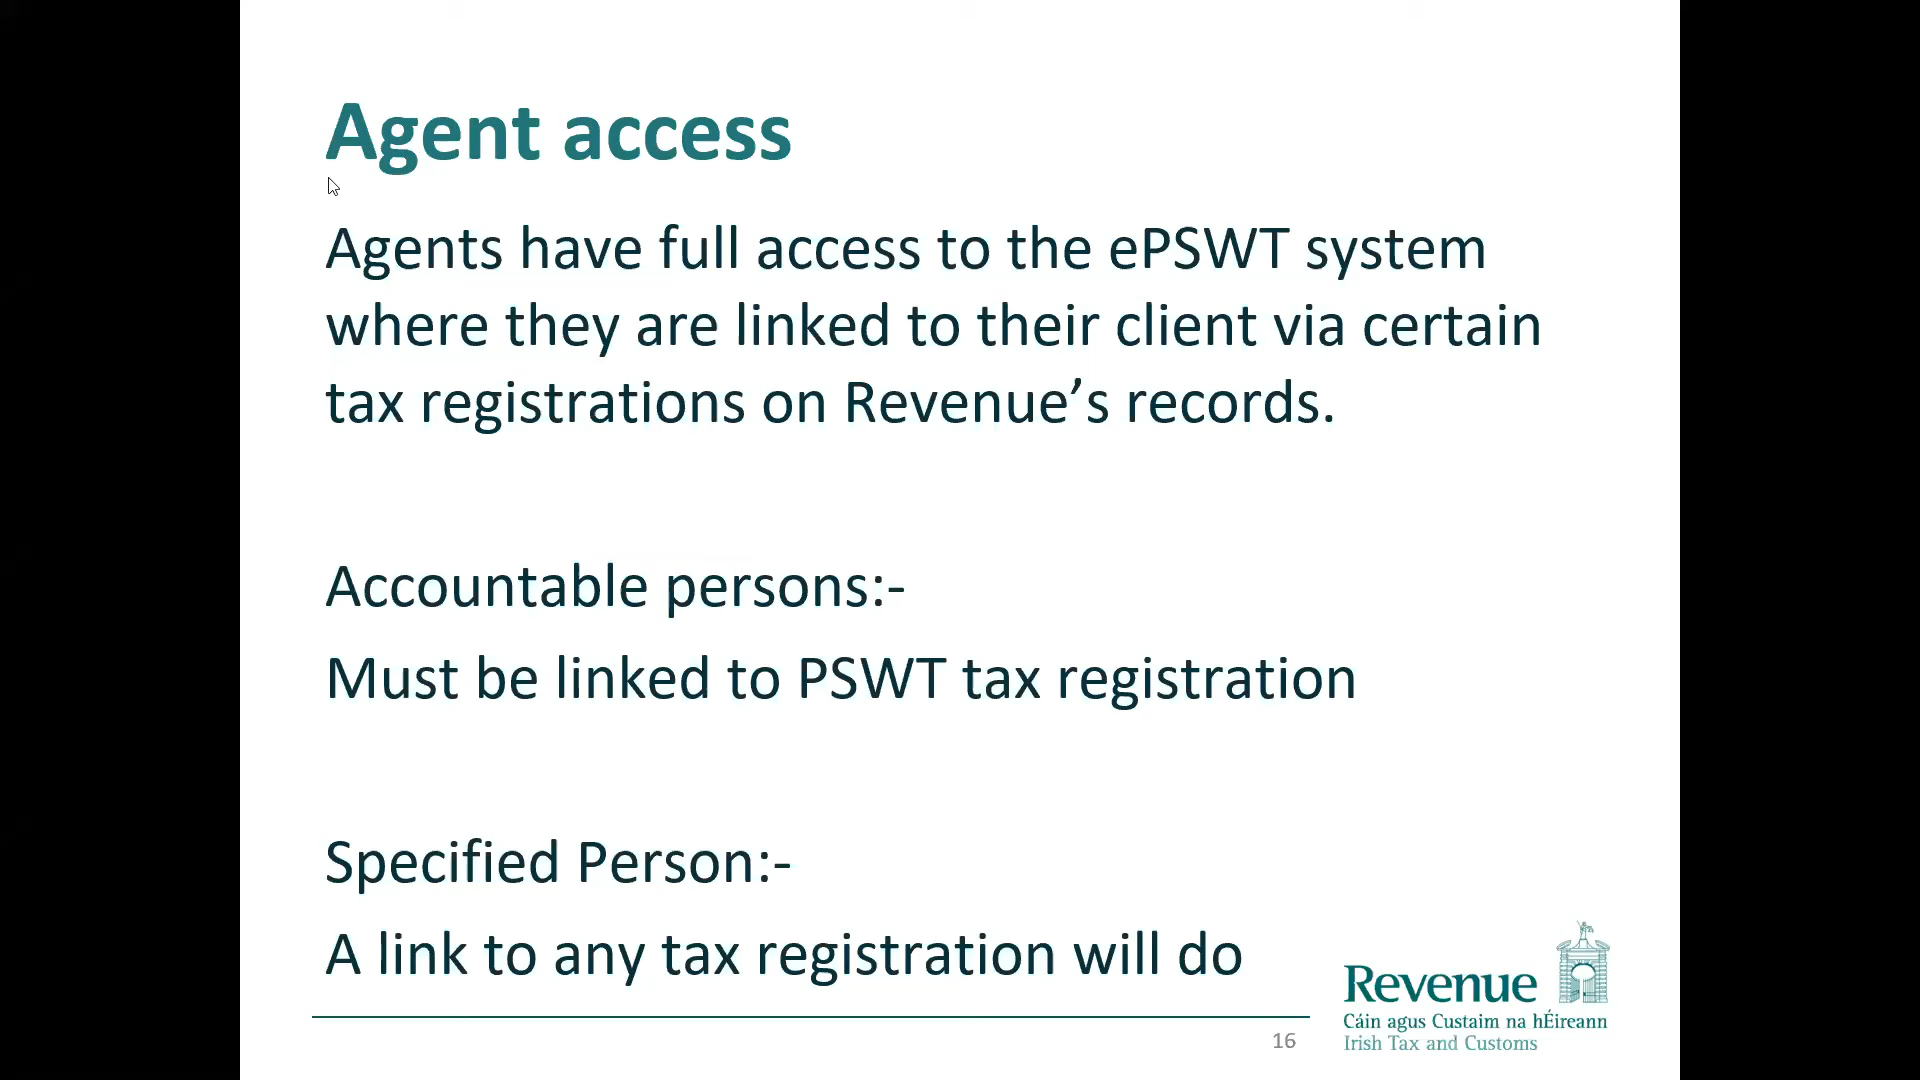 Agent access
Agents have full access to the ePSWT system
where they are linked to their client via certain
tax registrations on Revenue’s records.
Accountable persons:-
Must be linked to PSWT tax registration
Specified Person:-
A link to any tax registration will do
Revenue
Cáin agus Custaim na hÉireann
Irish Tax and Customs
16